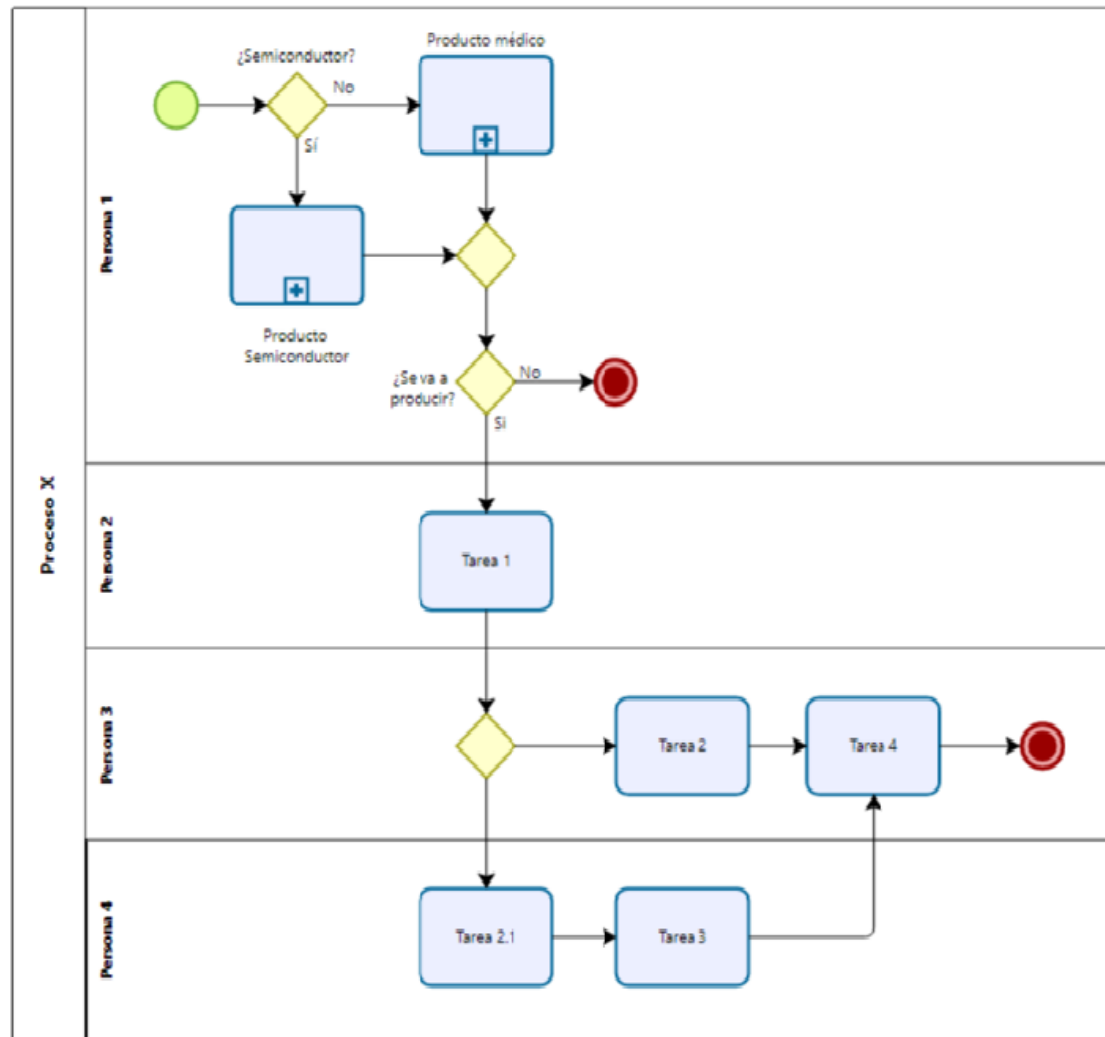 Proceso X
Persona 1
¿Semiconductor?
No
Sí
Producto médico
Producto
Semiconductor
¿Se va a
producir?
No
Si
Persona 2
Tarea 1
Persona 3
Tarea 2
Tarea 4
Persona 4
Tarea 2.1
Tarea 3